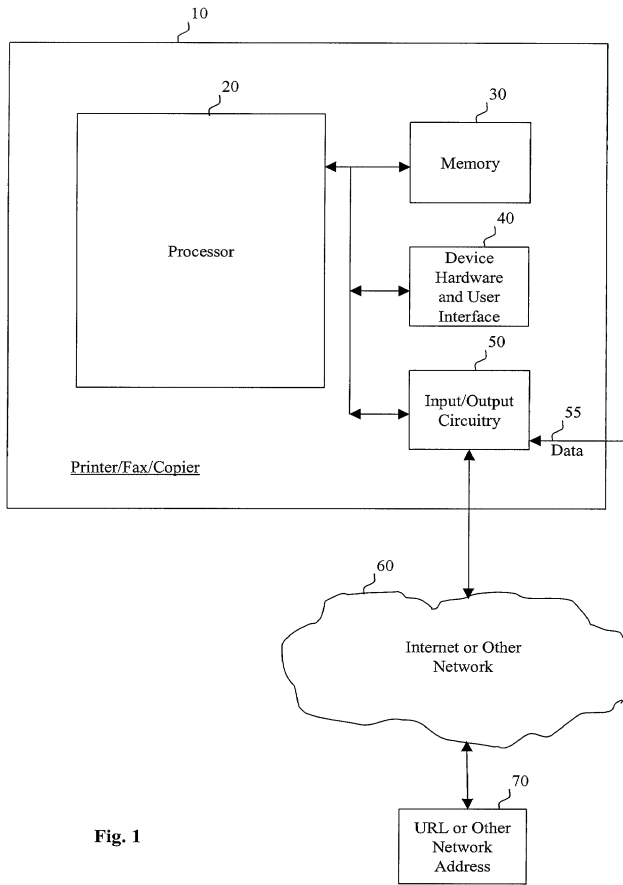 10
20
30
Processor
Memory
40
Device
Hardware
and User
Interface
50
Input/Output
Circuitry
55
Data
Printer/Fax/Copier
60
Internet or Other
Network
70
URL or Other
Network
Address
Fig. 1